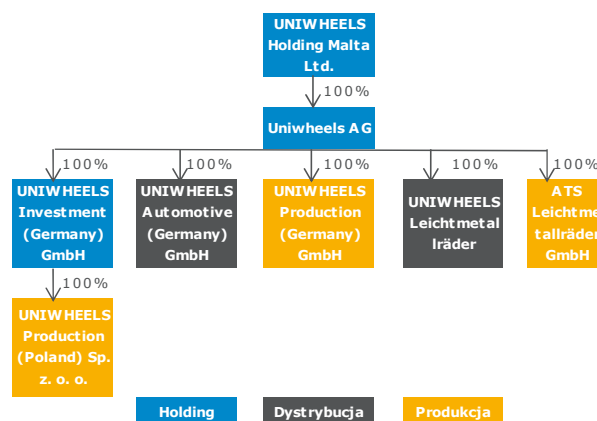 UNIWHEELS
Holding Malta
Ltd.
100%
Uniwheels AG
100%
100%
100%
100%
100%
UNIWHEELS
Investment
(Germany)
GmbH
UNIWHEELS
Automotive
(Germany)
GmbH
UNIWHEELS
Production
(Germany)
GmbH
UNIWHEELS
Leichtmetal
lräder
ATS
Leichtme
tallräder
GmbH
100%
UNIWHEELS
Production
(Poland) Sp.
z. o. o.
Holding
Dystrybucja
Produkcja